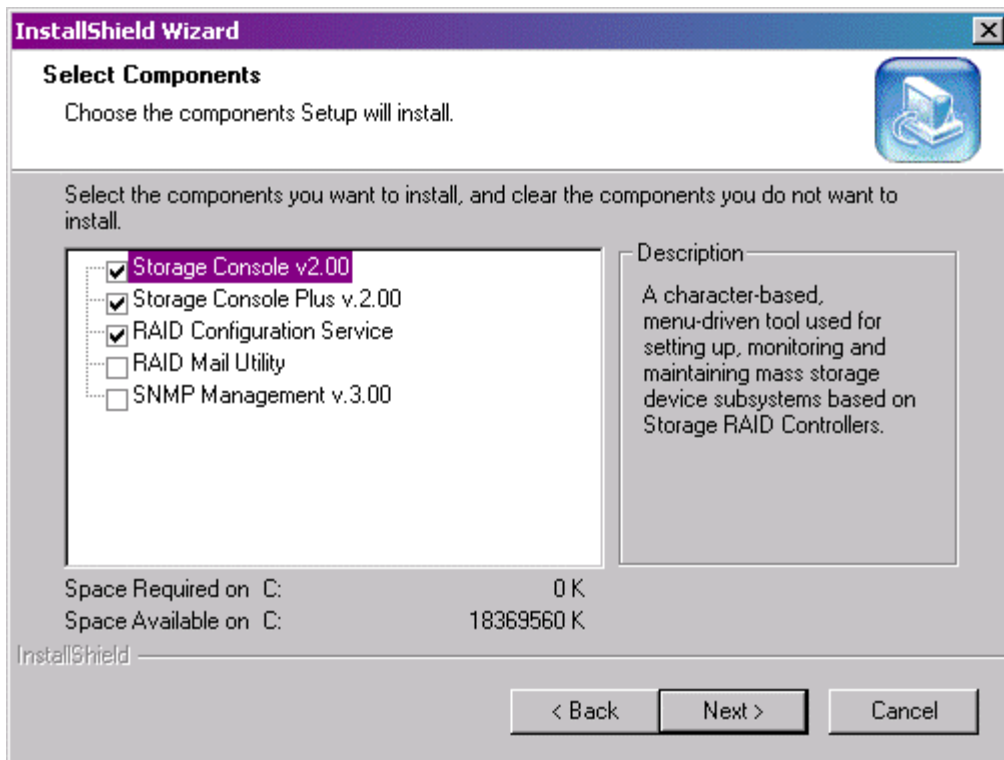 InstallShield Wizard
Select Components
Choose the components Setup will install.
Select the components you want to install, and clear the components you do not want to
install.
Storage Console v2.00
Storage Console Plus v.2.00
RAID Configuration Service
RAID Mail Utility
SNMP Management v.3.00
Description
A character-based,
menu-driven tool used for
setting up, monitoring and
maintaining mass storage
device subsystems based on
Storage RAID Controllers.
Space Required on C: 0 K
Space Available on C: 18369560 K
InstallShield
< Back Next > Cancel